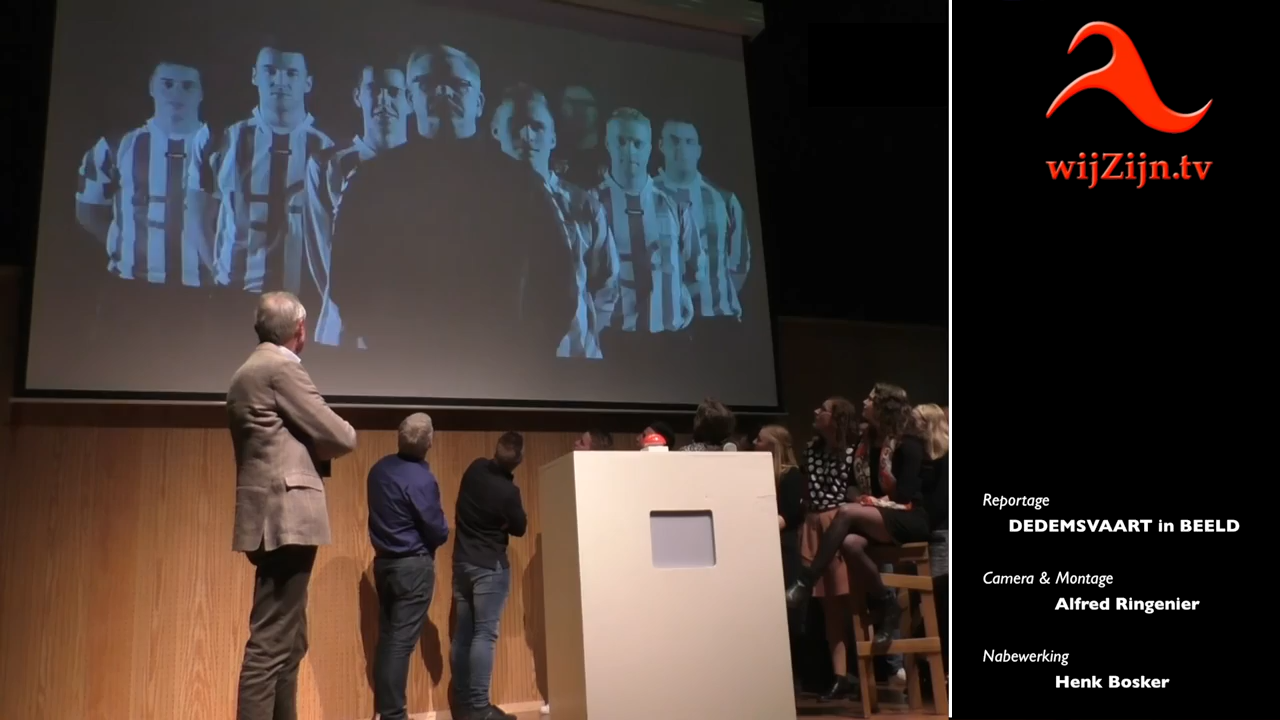 wijZijn.tv
Reportage
DEDEMSVAART in BEELD
Camera & Montage
Alfred Ringenier
Nabewerking
Henk Bosker